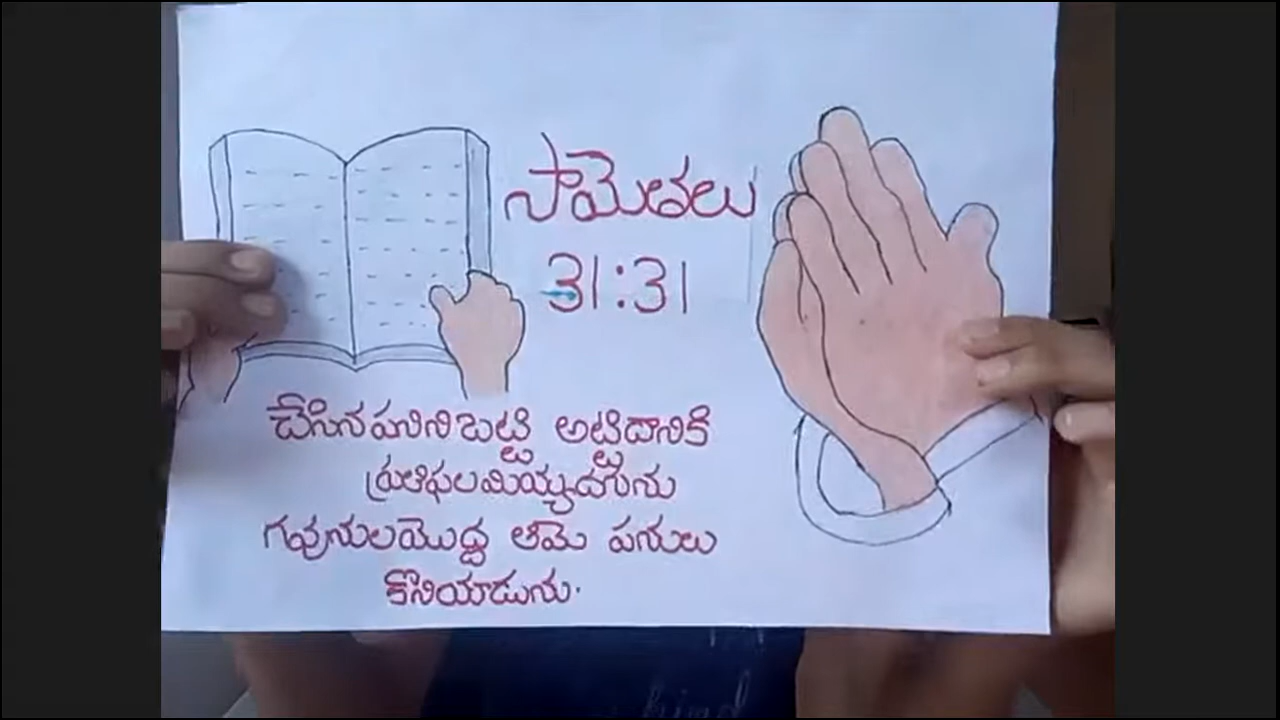 సామెతలు
31:31
చేసిన పనిని బట్టి అట్టిదానికి
ప్రతిఫలమియ్యదగును
గవునులయొద్ద ఆమె పనులు
కొనియాడును.